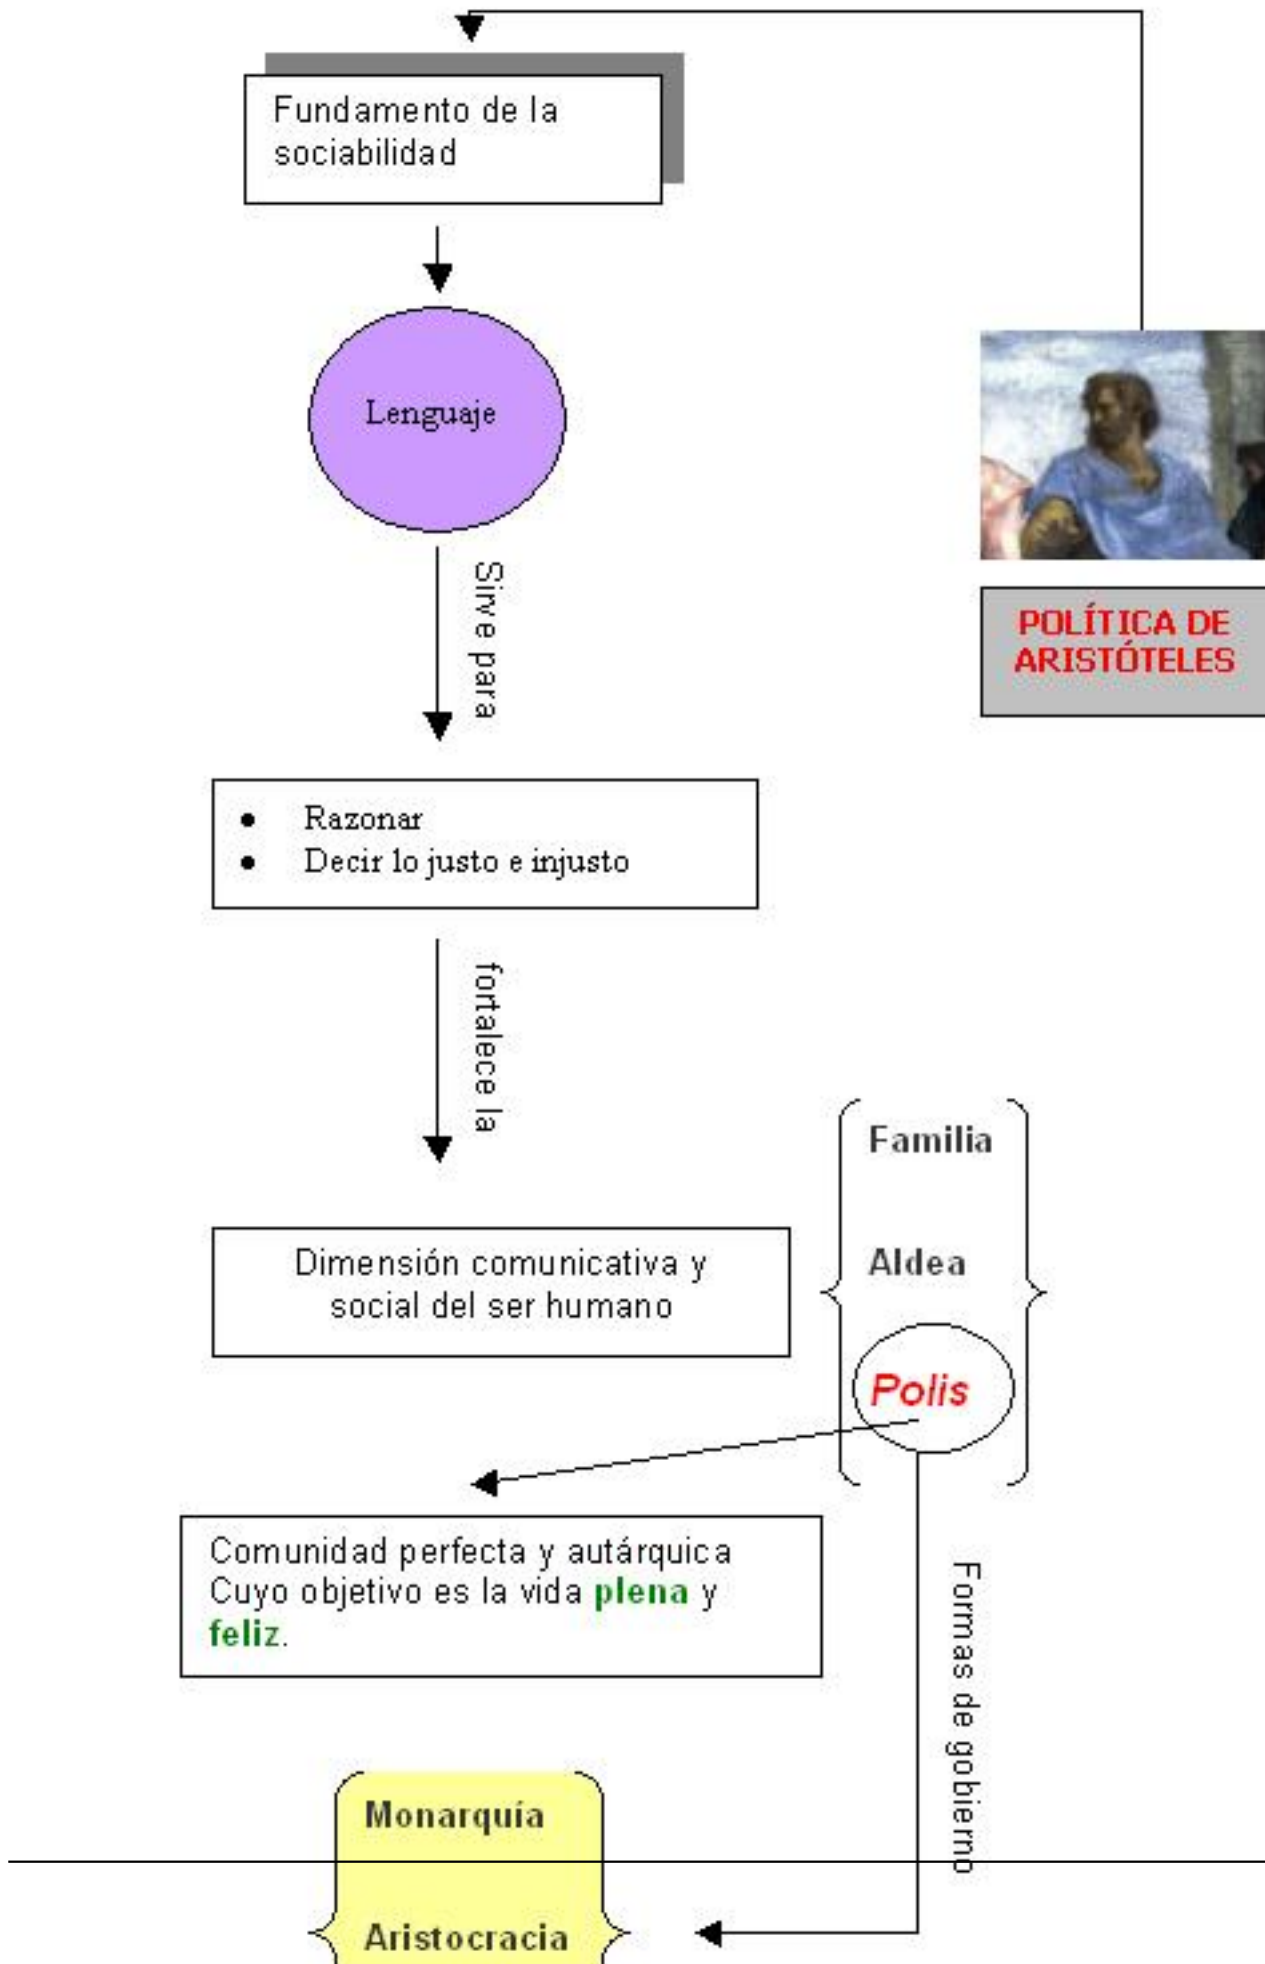 Fundamento de la
sociabilidad
Lenguaje
Sirve para
POLÍTICA DE
ARISTÓTELES
• Razonar
• Decir lo justo e injusto
fortalece la
Familia
Dimensión comunicativa y
social del ser humano
Aldea
Polis
Comunidad perfecta y autárquica
Cuyo objetivo es la vida plena y
feliz.
Formas de gobierno
Monarquía
Aristocracia